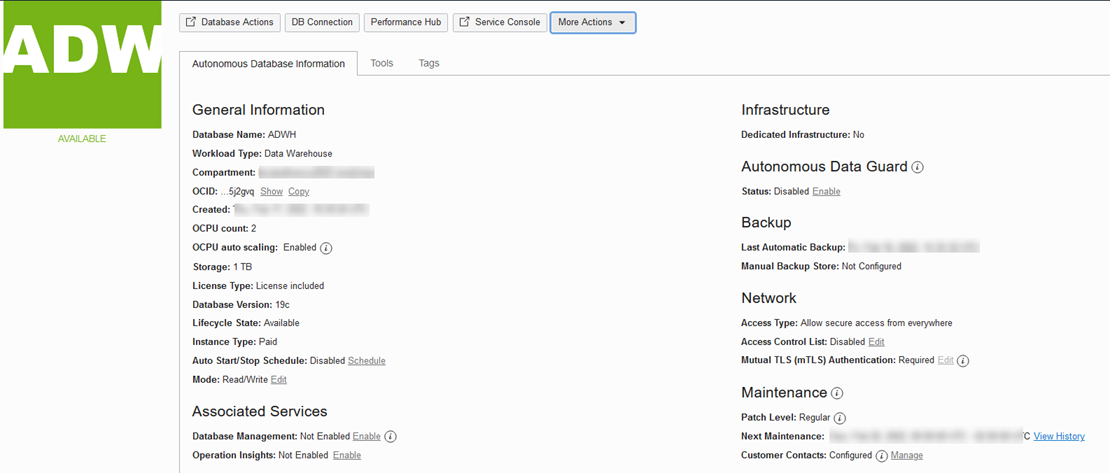 ADW
AVAILABLE
Database Actions
DB Connection
Performance Hub
Service Console
More Actions
Autonomous Database Information
Tools
Tags
General Information
Database Name: ADWH
Workload Type: Data Warehouse
Compartment:
OCID: ...5j2gvq Show Copy
Created:
OCPU count: 2
OCPU auto scaling: Enabled
Storage: 1 TB
License Type: License included
Database Version: 19c
Lifecycle State: Available
Instance Type: Paid
Auto Start/Stop Schedule: Disabled Schedule
Mode: Read/Write Edit
Associated Services
Database Management: Not Enabled Enable
Operation Insights: Not Enabled Enable
Infrastructure
Dedicated Infrastructure: No
Autonomous Data Guard
Status: Disabled Enable
Backup
Last Automatic Backup:
Manual Backup Store: Not Configured
Network
Access Type: Allow secure access from everywhere
Access Control List: Disabled Edit
Mutual TLS (mTLS) Authentication: Required Edit
Maintenance
Patch Level: Regular
Next Maintenance: C View History
Customer Contacts: Configured Manage